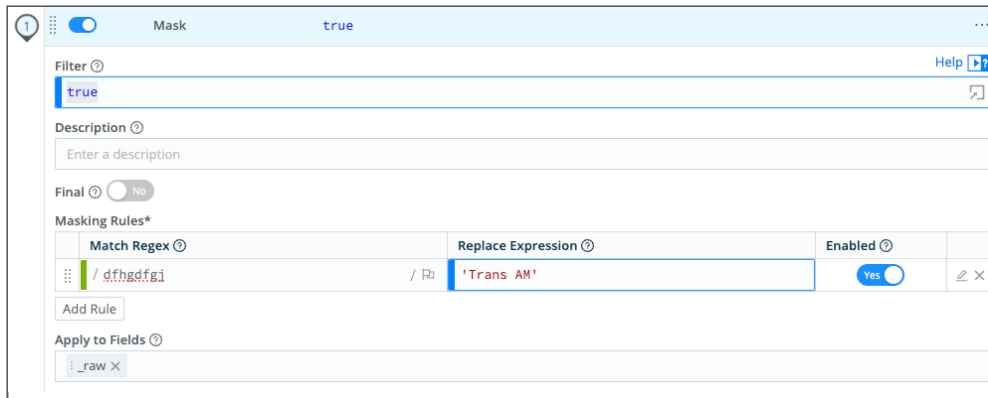 1 Mask true ...
Filter Help
true
Description
Enter a description
Final No
Masking Rules*
Match Regex Replace Expression Enabled
/ dfhgdfgj / 'Trans AM' Yes
Add Rule
Apply to Fields
_raw